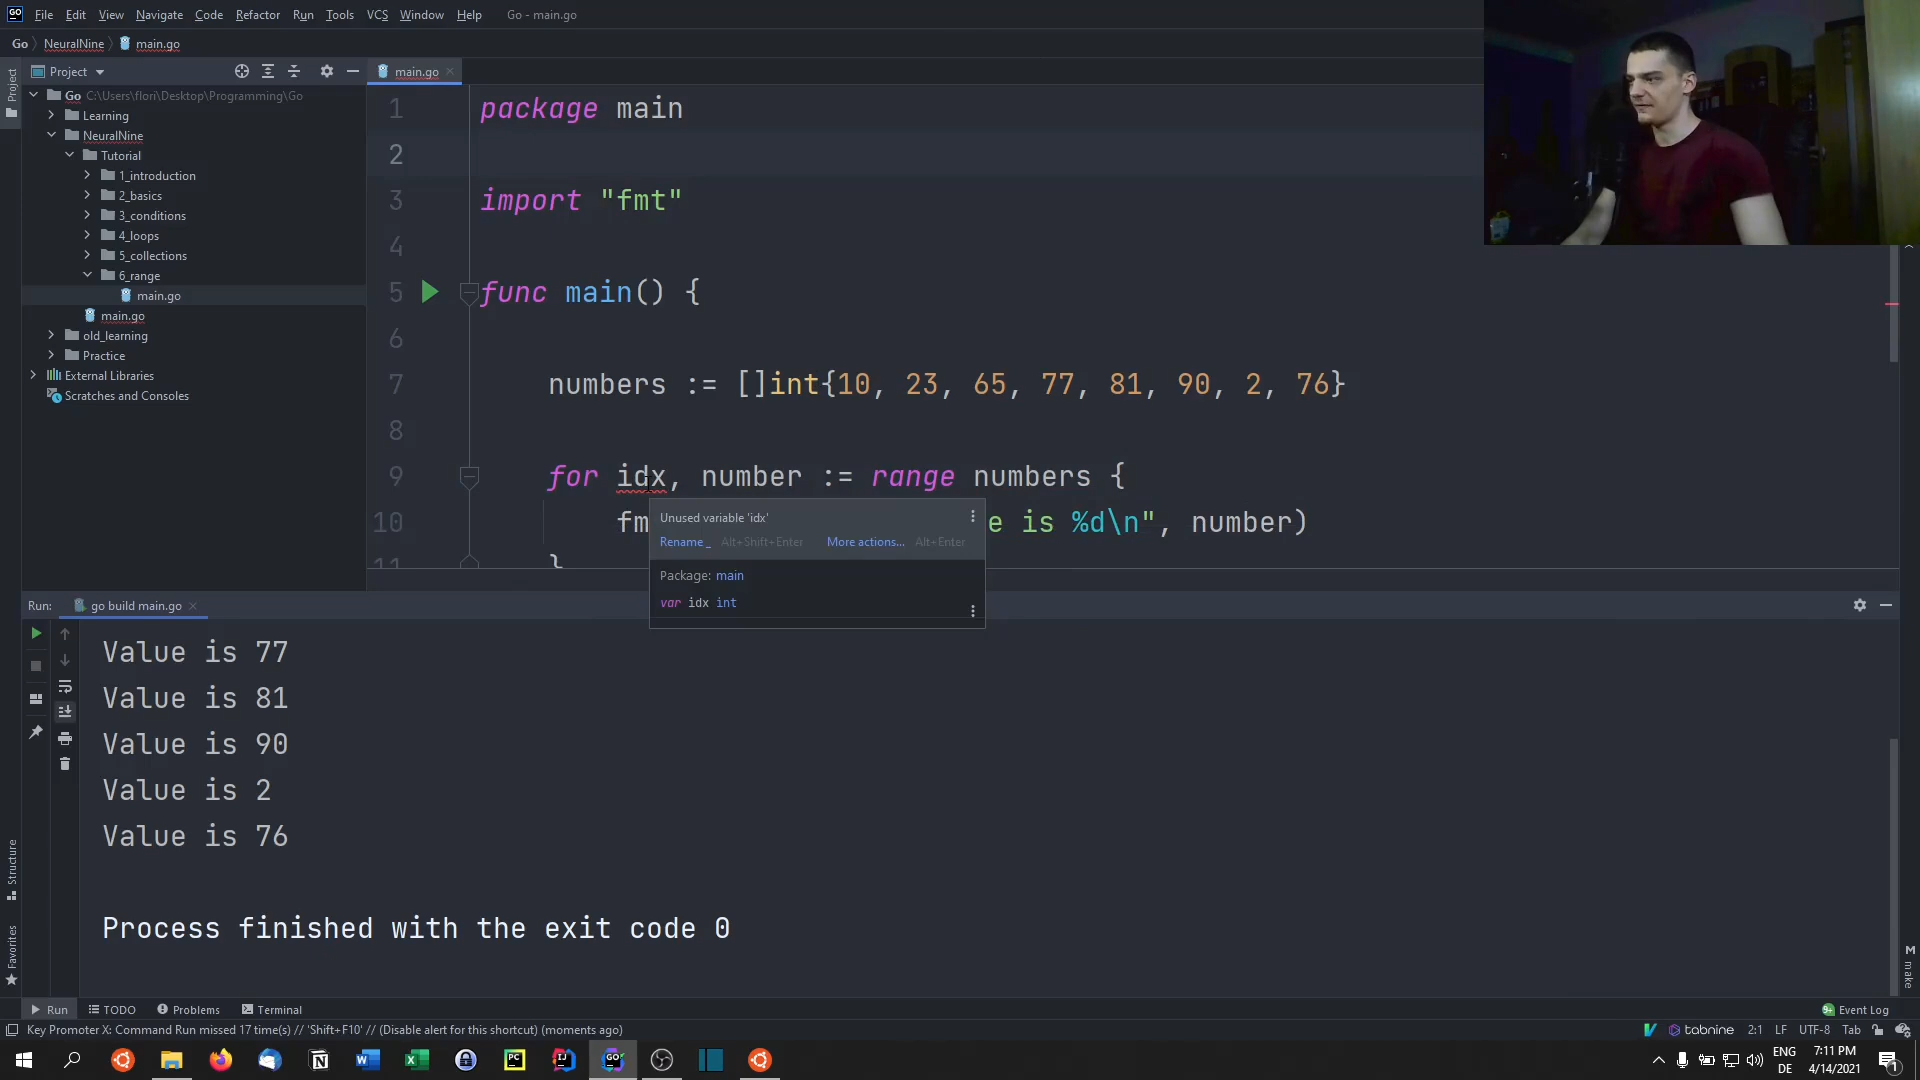 GO File Edit View Navigate Code Refactor Run Tools VCS Window Help Go - main.go
Go NeuralNine main.go
Project
Project
main.go
Go C:\Users\flori\Desktop\Programming\Go
Learning
NeuralNine
Tutorial
1_introduction
2_basics
3_conditions
4_loops
5_collections
6_range
main.go
main.go
old_learning
Practice
External Libraries
Scratches and Consoles
1 package main
2
3 import "fmt"
4
5 func main() {
6
7 numbers := []int{10, 23, 65, 77, 81, 90, 2, 76}
8
9 for idx, number := range numbers {
10 fm e is %d\n", number)
11 }
Unused variable 'idx'
Rename _ Alt+Shift+Enter More actions... Alt+Enter
Package: main
var idx int
Run: go build main.go
Value is 77
Value is 81
Value is 90
Value is 2
Value is 76
Process finished with the exit code 0
Structure
Favorites
M make
Run TODO Problems Terminal
9+ Event Log
Key Promoter X: Command Run missed 17 time(s) // 'Shift+F10' // (Disable alert for this shortcut) (moments ago)
tabnine 2:1 LF UTF-8 Tab
ENG
DE
7:11 PM
4/14/2021
1